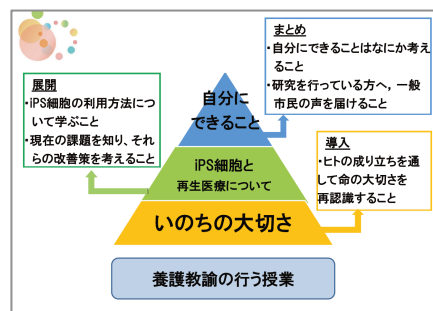 まとめ
・自分にできることはなにか考え
ること
・研究を行っている方へ，一般
市民の声を届けること
展開
・iPS細胞の利用方法につ
いて学ぶこと
・現在の課題を知り、それ
らの改善策を考えること
自分に
できること
iPS細胞と
再生医療について
いのちの大切さ
導入
・ヒトの成り立ちを通
して命の大切さを
再認識すること
養護教諭の行う授業